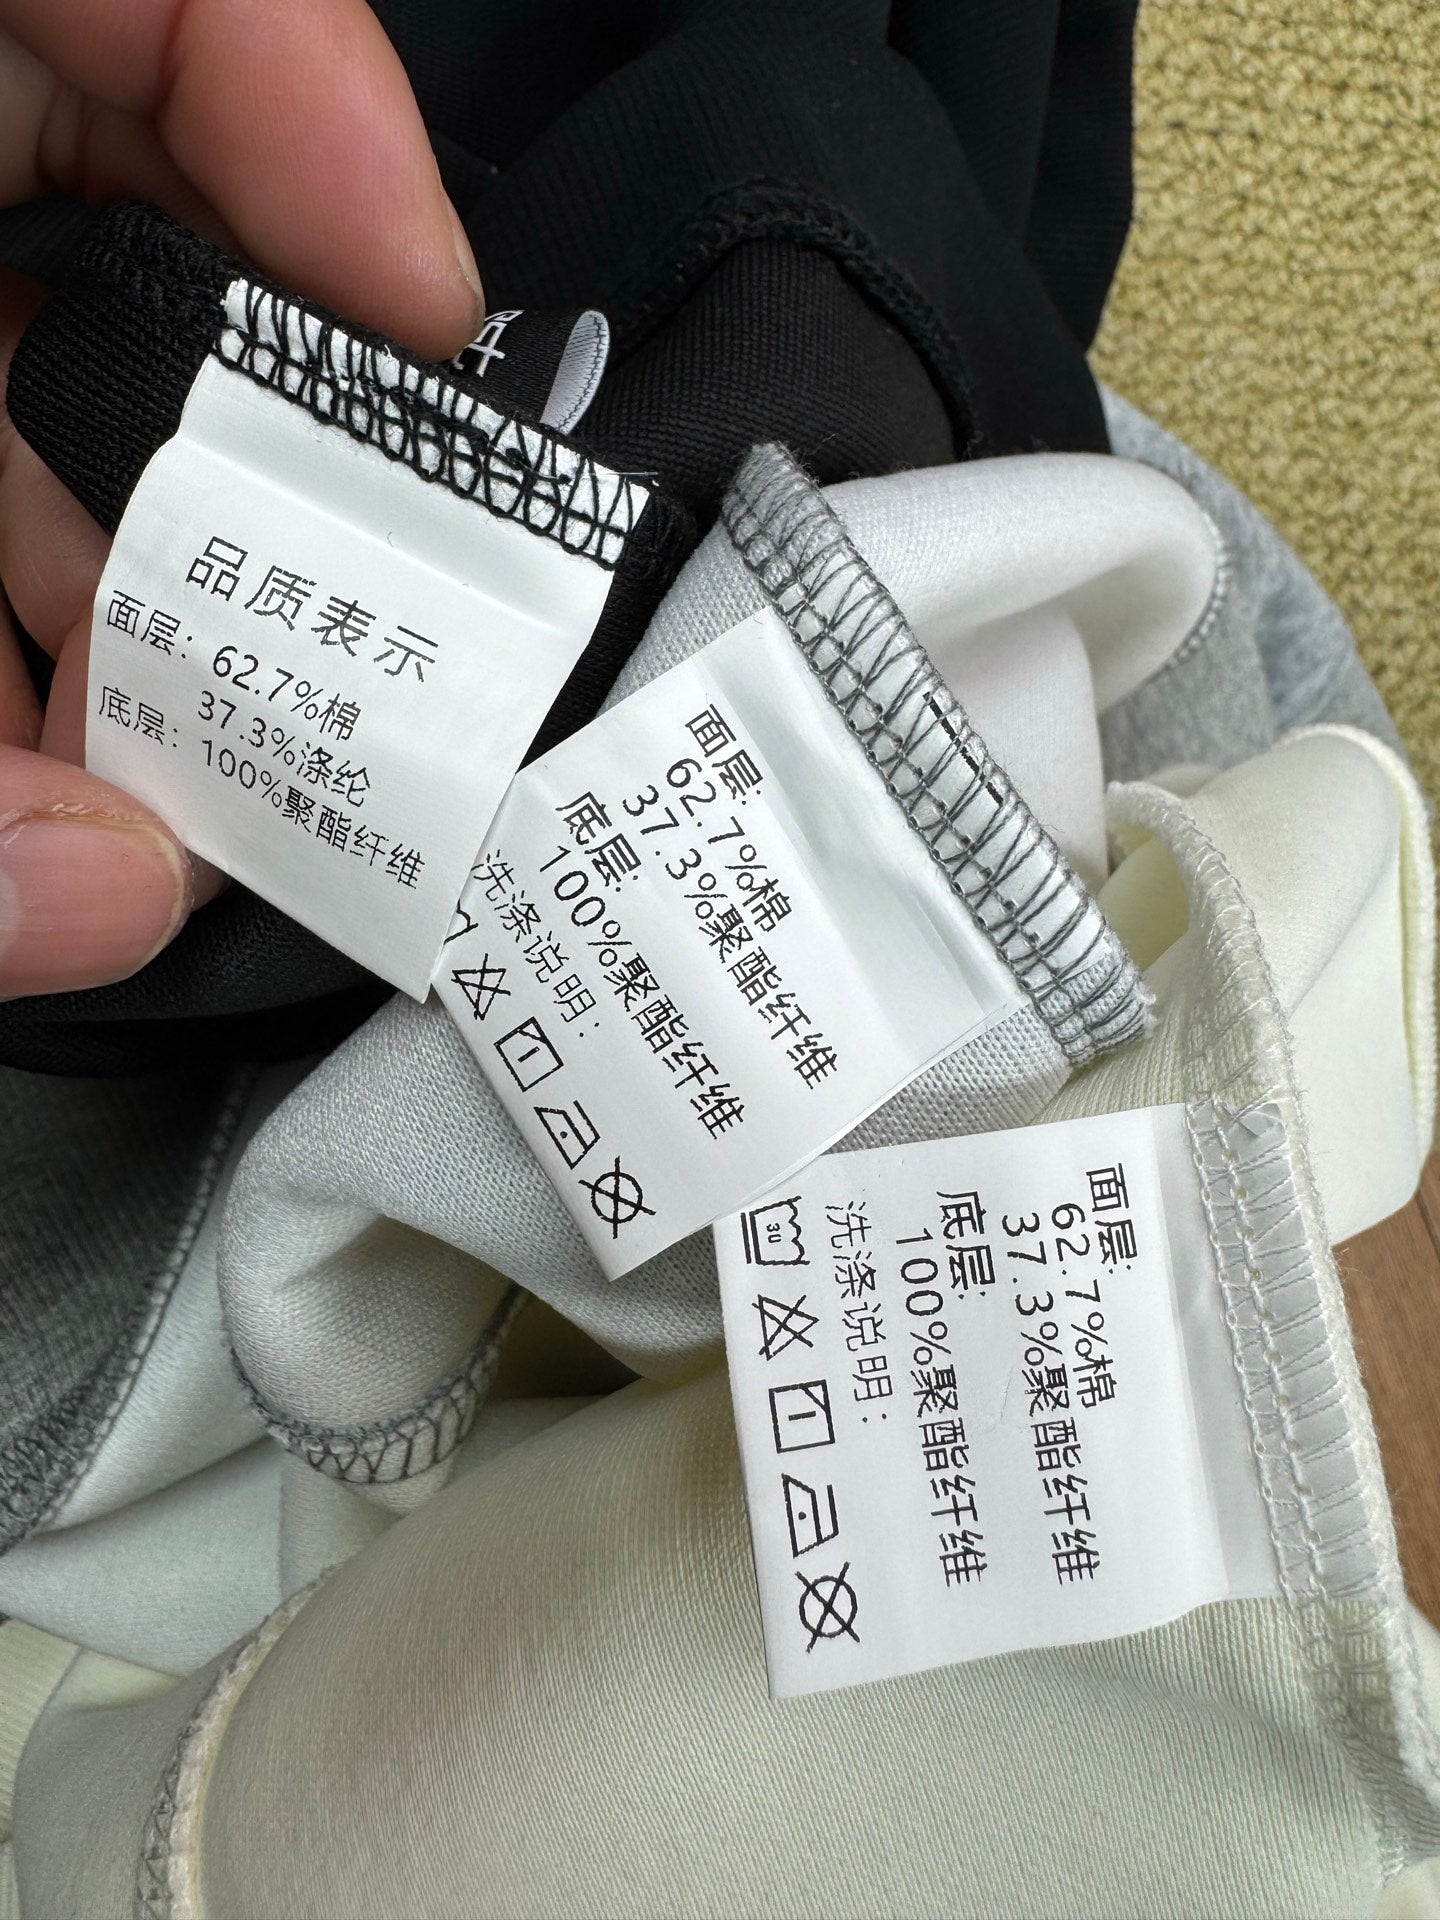 品质表示
面层：62.7%棉
37.3%涤纶
底层：100%聚酯纤维
面层:
62.7%棉
37.3%聚酯纤维
底层:
100%聚酯纤维
洗涤说明：
面层:
62.7%棉
37.3%聚酯纤维
底层:
100%聚酯纤维
洗涤说明：
30